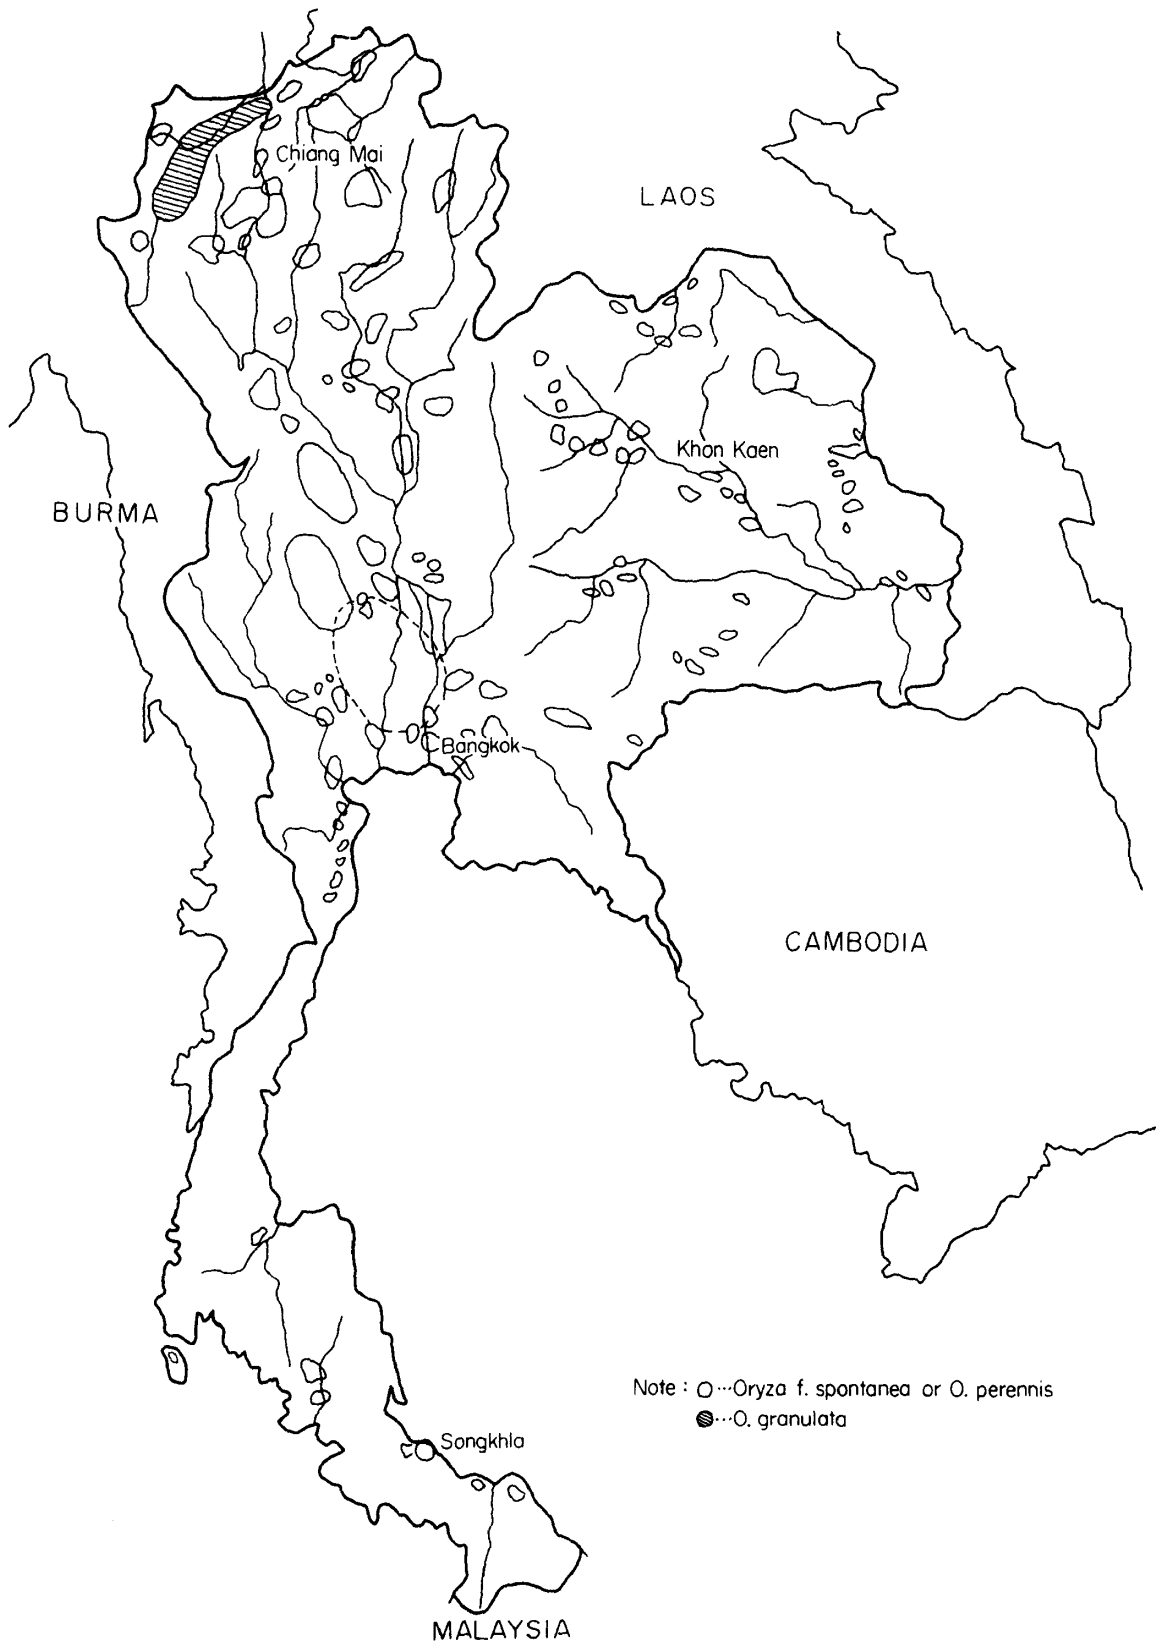 Chiang Mai
LAOS
Khon Kaen
BURMA
Bangkok
CAMBODIA
Note : O···Oryza f. spontanea or O. perennis
···O. granulata
Songkhla
MALAYSIA